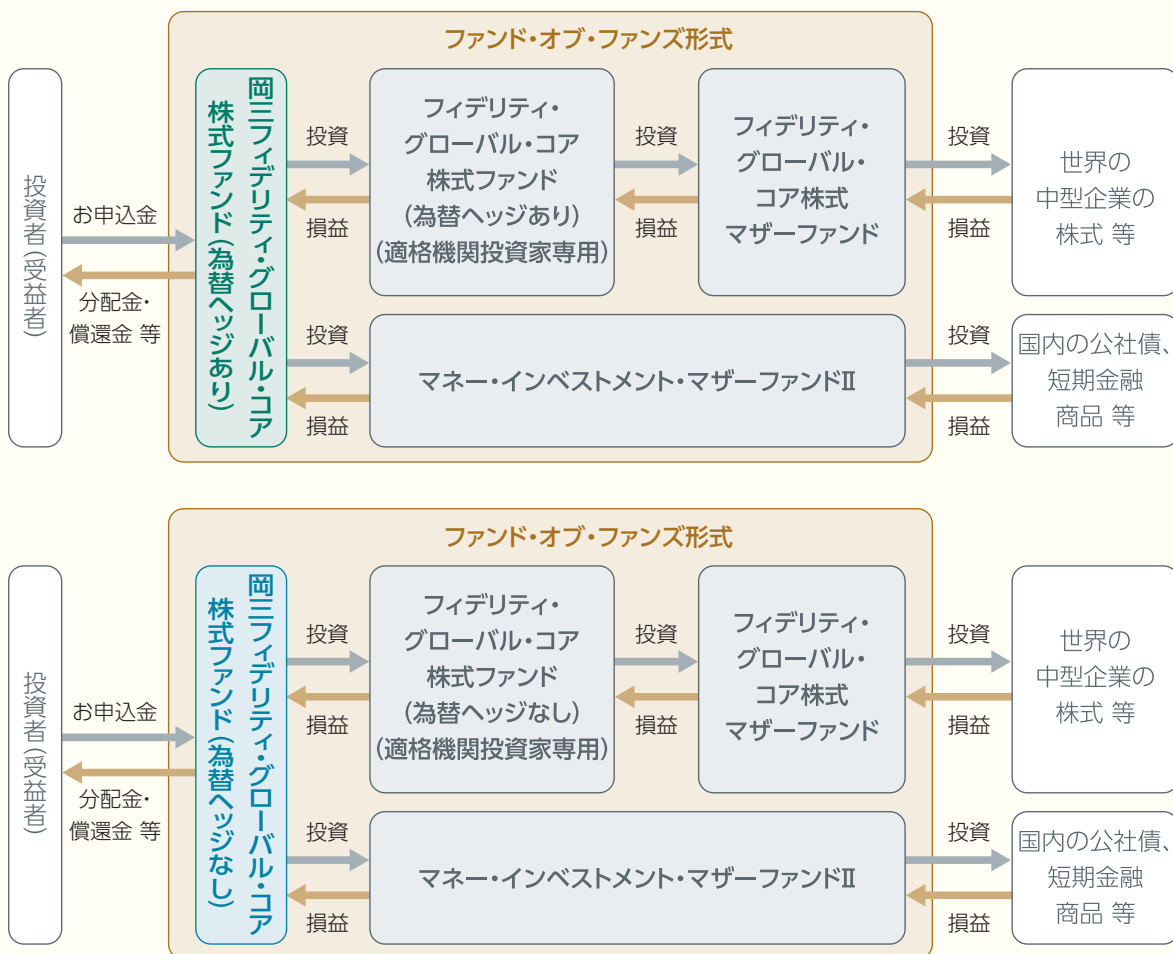 ファンド・オブ・ファンズ形式
投資者(受益者)
お申込金
分配金・
償還金 等
岡三フィデリティ・グローバル・コア
株式ファンド(為替ヘッジあり)
投資
損益
フィデリティ・
グローバル・コア
株式ファンド
(為替ヘッジあり)
(適格機関投資家専用)
投資
損益
フィデリティ・
グローバル・
コア株式
マザーファンド
投資
損益
世界の
中型企業の
株式 等
投資
損益
マネー・インベストメント・マザーファンドⅡ
投資
損益
国内の公社債、
短期金融
商品 等
ファンド・オブ・ファンズ形式
投資者(受益者)
お申込金
分配金・
償還金 等
岡三フィデリティ・グローバル・コア
株式ファンド(為替ヘッジなし)
投資
損益
フィデリティ・
グローバル・コア
株式ファンド
(為替ヘッジなし)
(適格機関投資家専用)
投資
損益
フィデリティ・
グローバル・
コア株式
マザーファンド
投資
損益
世界の
中型企業の
株式 等
投資
損益
マネー・インベストメント・マザーファンドⅡ
投資
損益
国内の公社債、
短期金融
商品 等